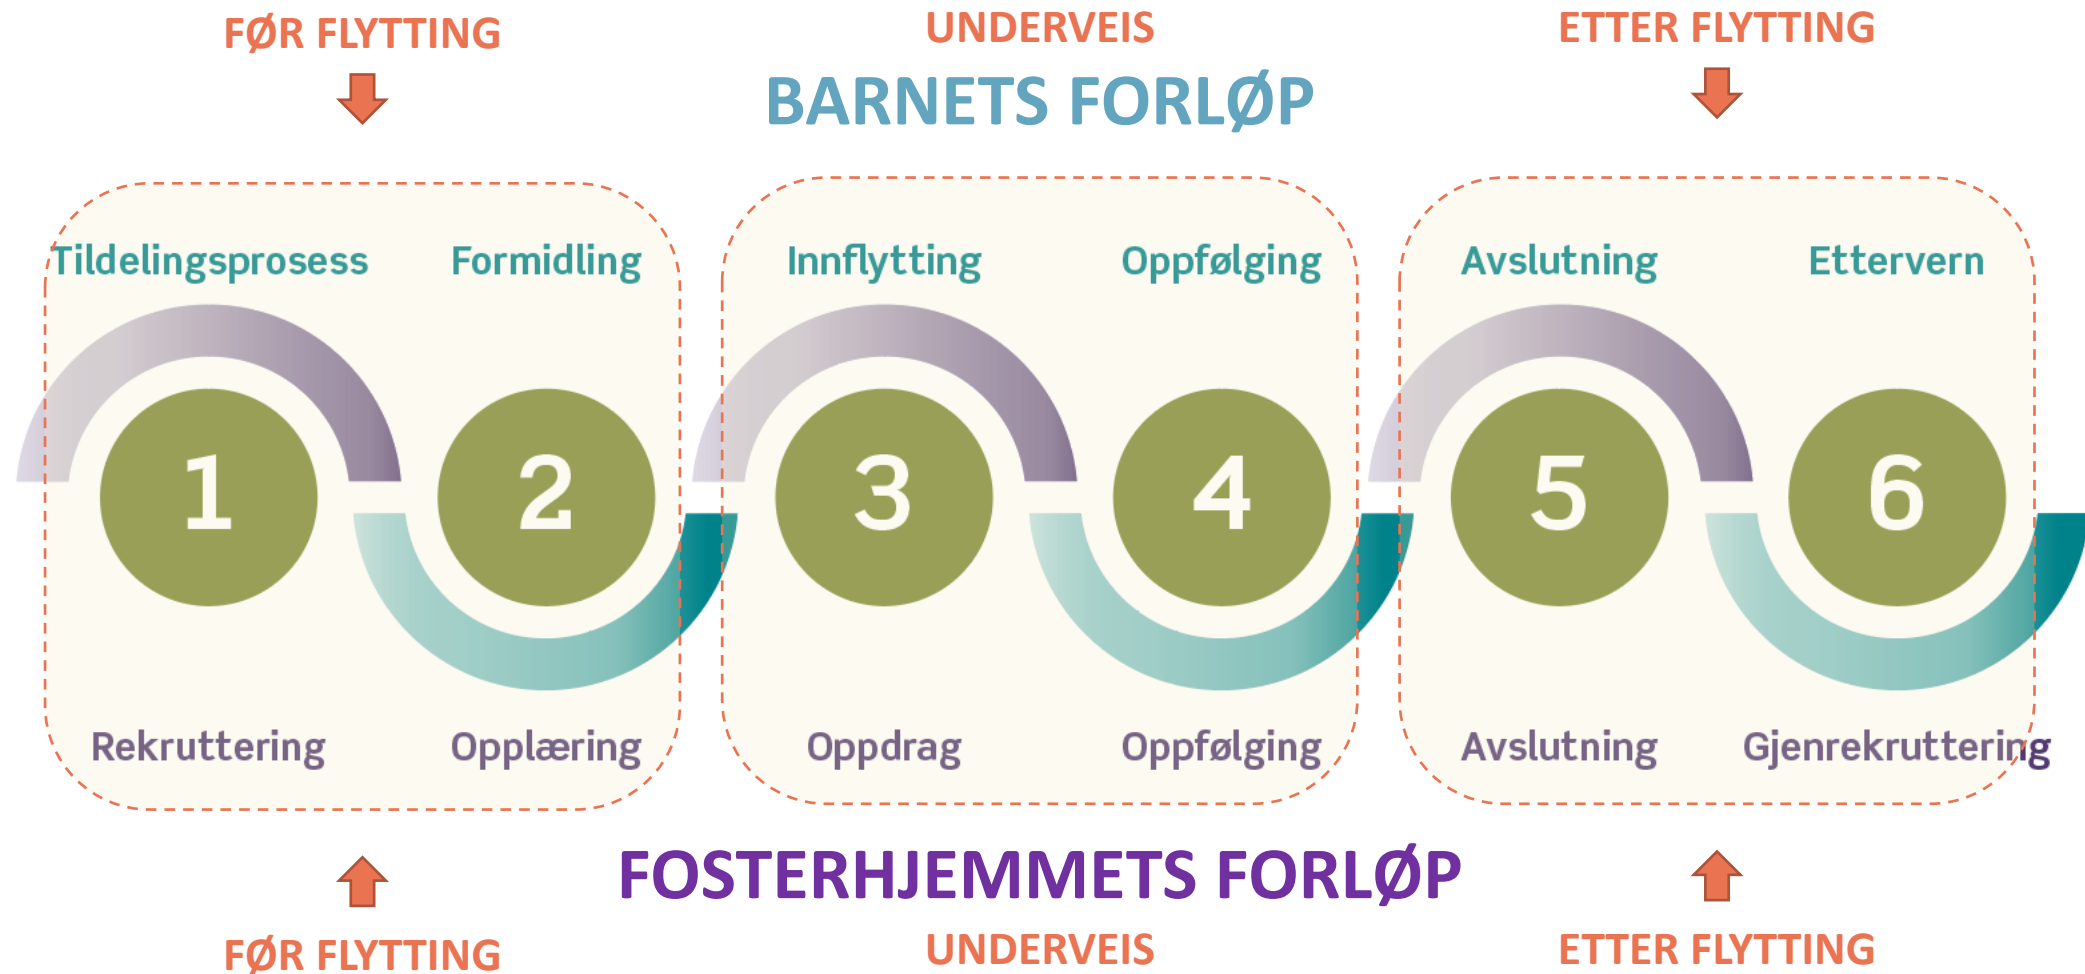 FØR FLYTTING
UNDERVEIS
ETTER FLYTTING
BARNETS FORLØP
Tildelingsprosess
Formidling
Innflytting
Oppfølging
Avslutning
Ettervern
1
2
3
4
5
6
Rekruttering
Opplæring
Oppdrag
Oppfølging
Avslutning
Gjenrekruttering
FOSTERHJEMMETS FORLØP
FØR FLYTTING
UNDERVEIS
ETTER FLYTTING